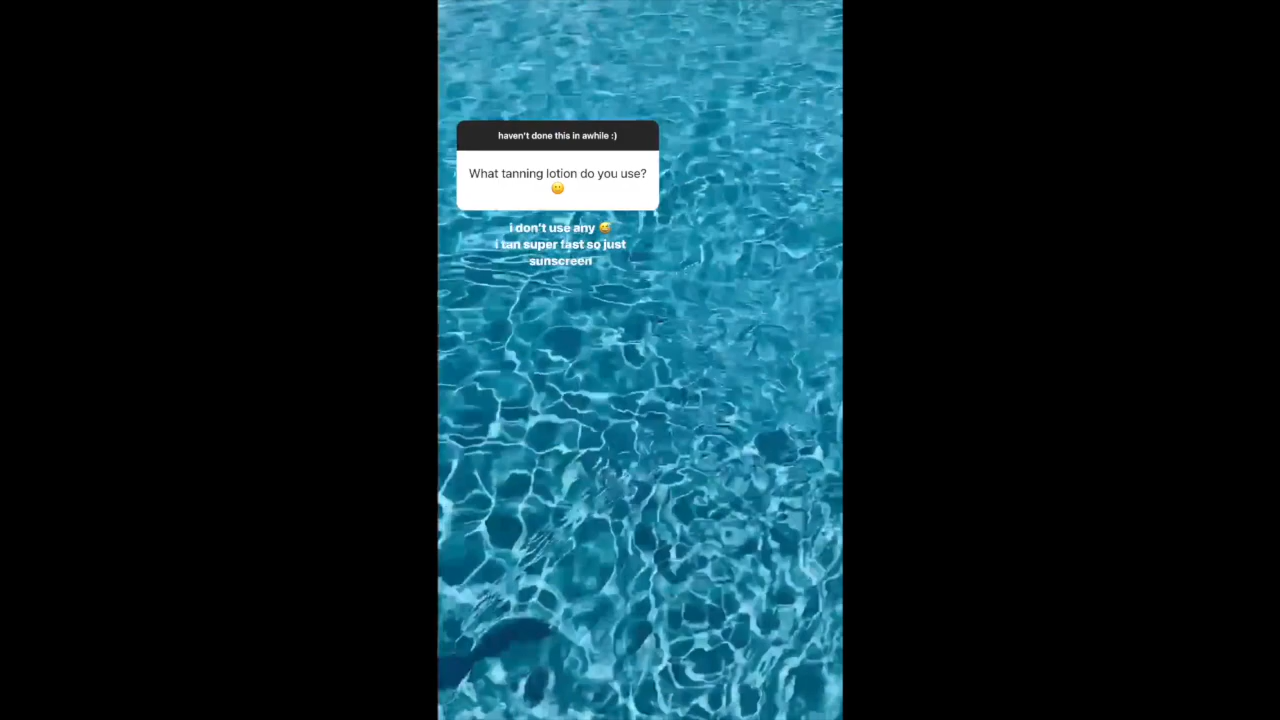 haven't done this in awhile :)
What tanning lotion do you use?
🙂
i don't use any 😅
i tan super fast so just
sunscreen